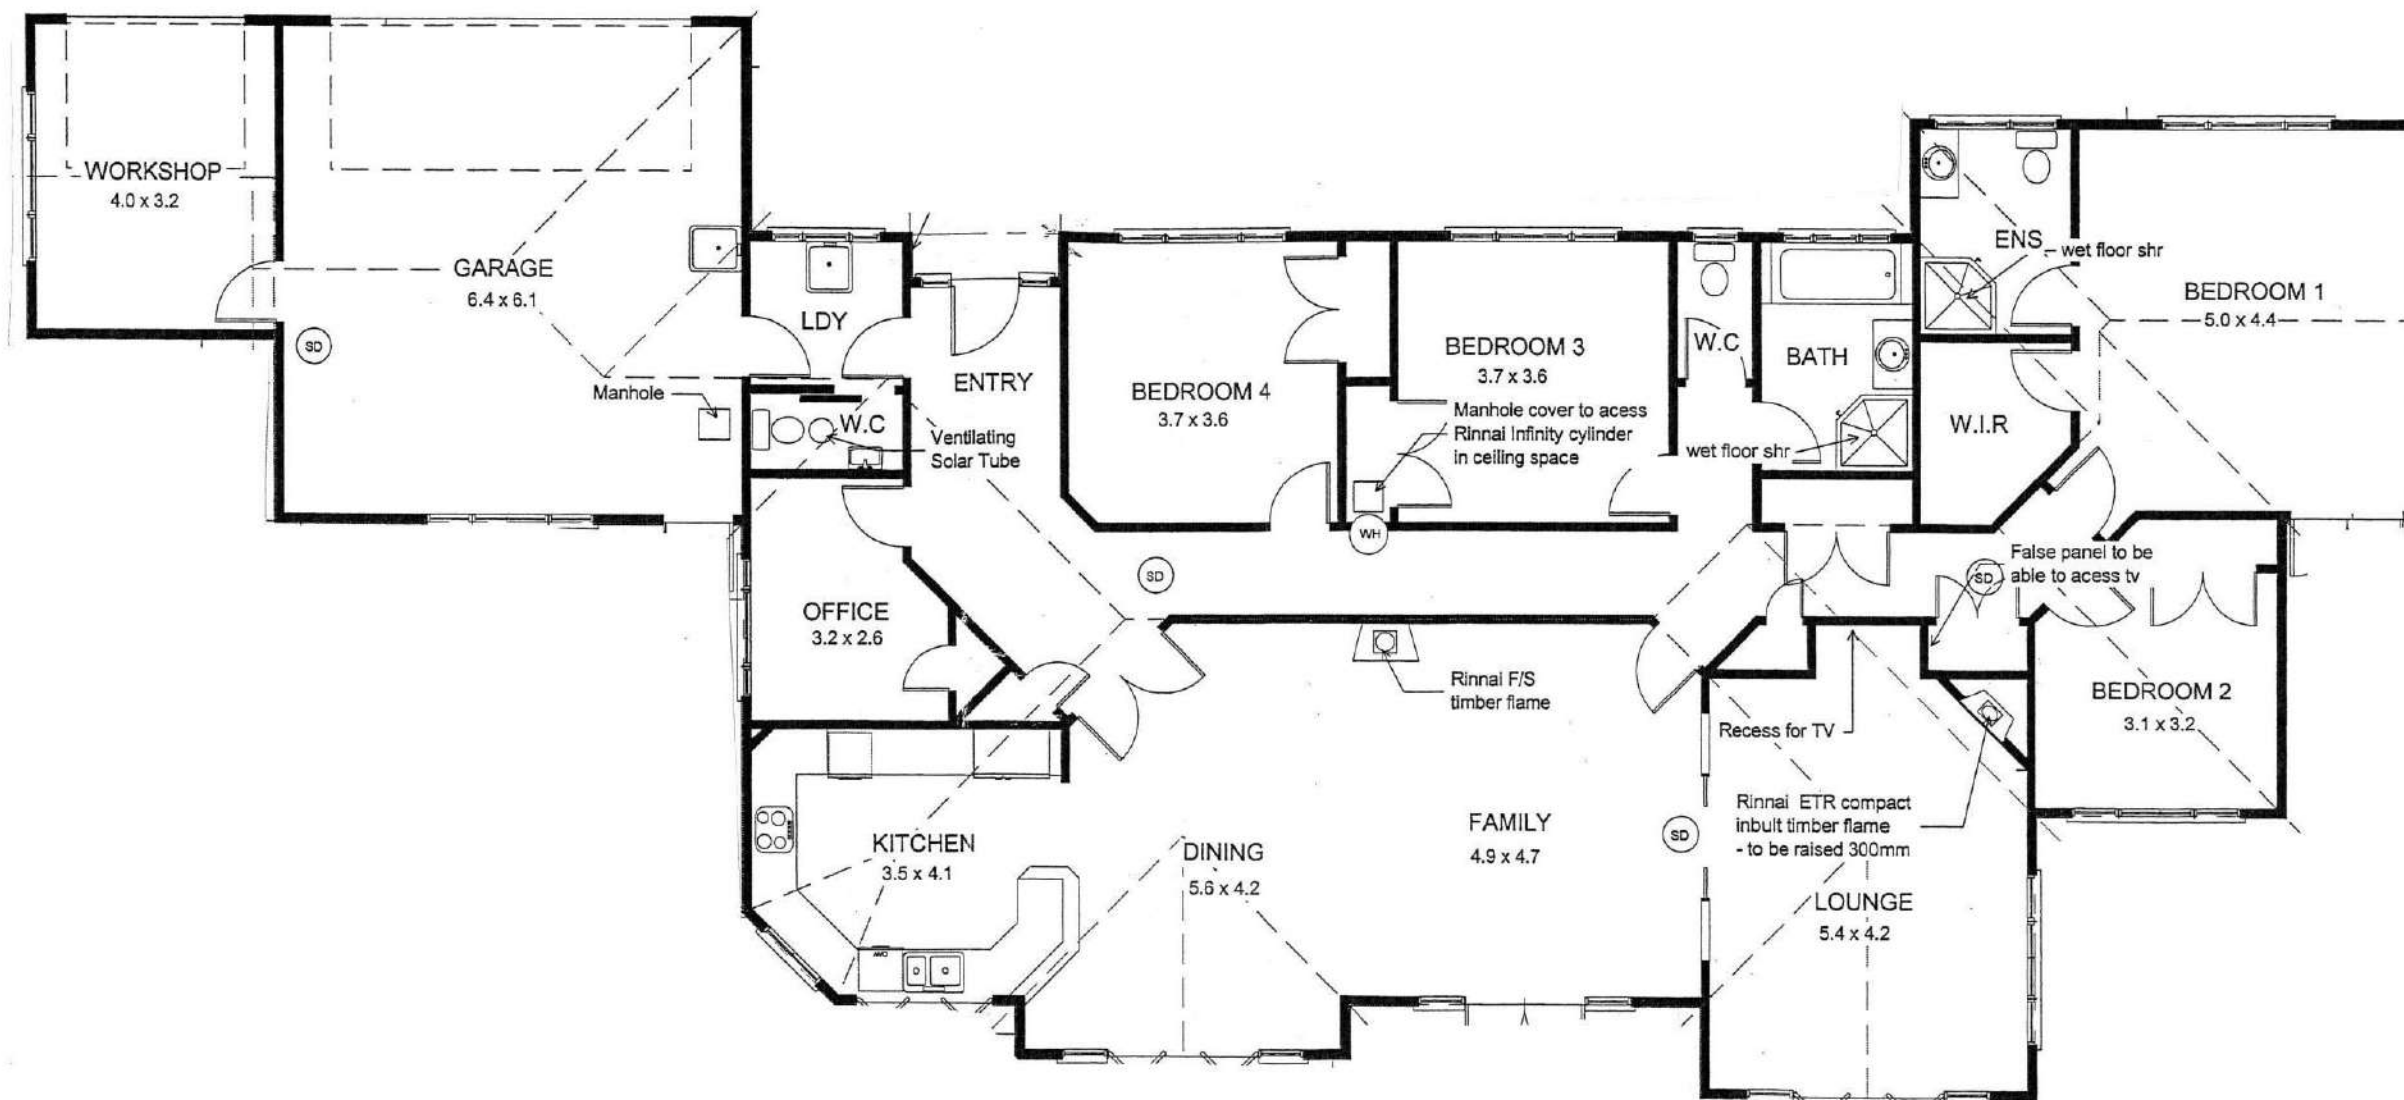 WORKSHOP
4.0 x 3.2
GARAGE
6.4 x 6.1
SD
Manhole
LDY
W.C
Ventilating
Solar Tube
ENTRY
BEDROOM 4
3.7 x 3.6
BEDROOM 3
3.7 x 3.6
Manhole cover to acess
Rinnai Infinity cylinder
in ceiling space
WH
W.C
BATH
wet floor shr
ENS
wet floor shr
W.I.R
BEDROOM 1
5.0 x 4.4
SD
SD
False panel to be
able to acess tv
OFFICE
3.2 x 2.6
Rinnai F/S
timber flame
Recess for TV
BEDROOM 2
3.1 x 3.2
Rinnai ETR compact
inbult timber flame
- to be raised 300mm
KITCHEN
3.5 x 4.1
DINING
5.6 x 4.2
FAMILY
4.9 x 4.7
SD
LOUNGE
5.4 x 4.2